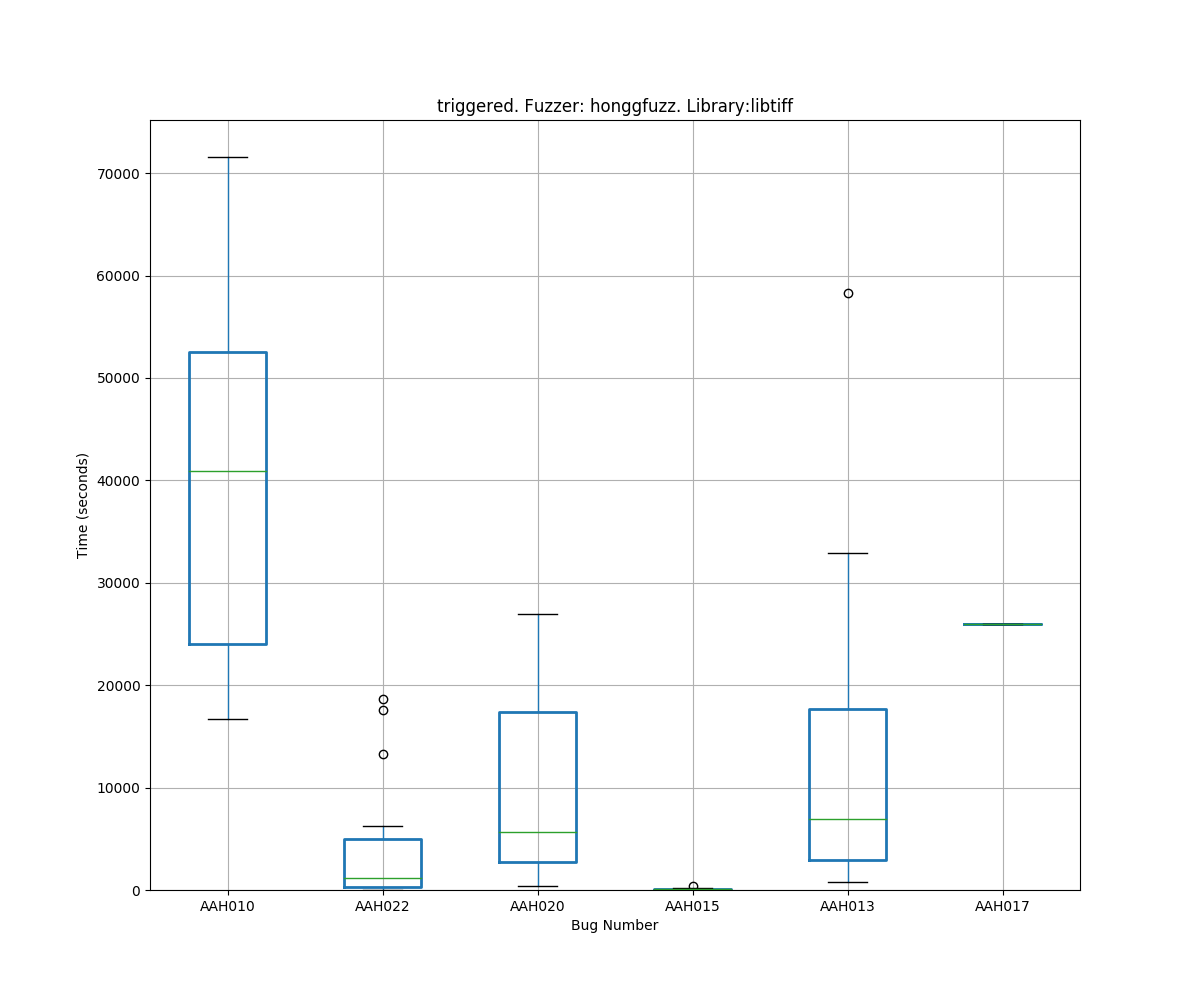 triggered. Fuzzer: honggfuzz. Library:libtiff
70000
60000
50000
40000
30000
20000
10000
0
Time (seconds)
AAH010 AAH022 AAH020 AAH015 AAH013 AAH017
Bug Number